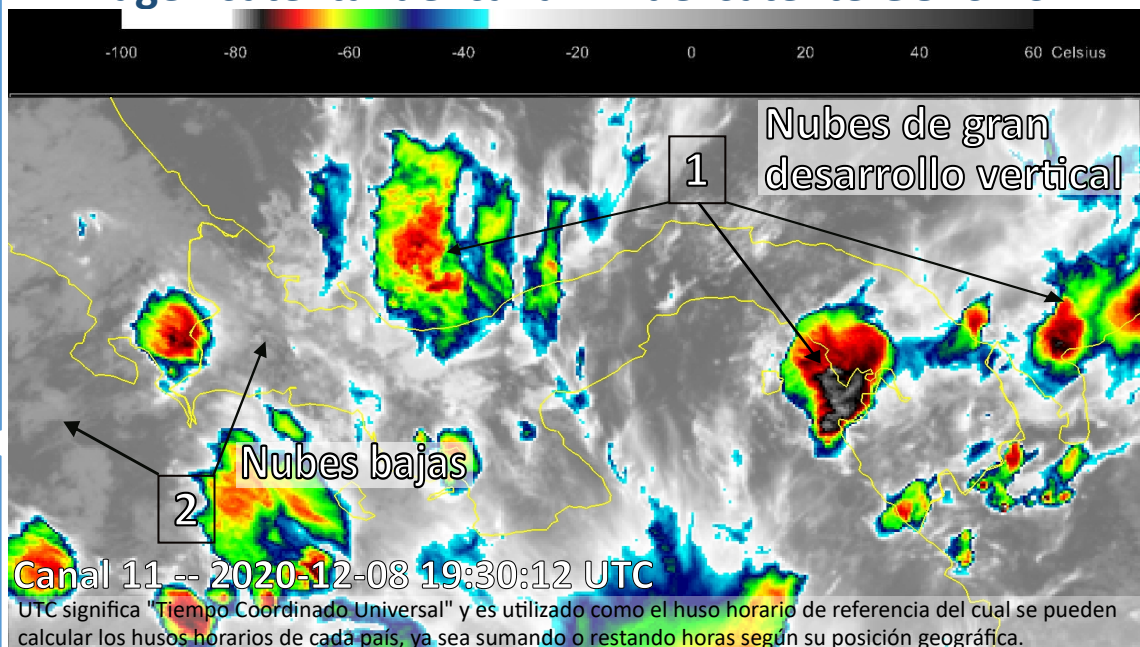 -100 -80 -60 -40 -20 0 20 40 60 Celsius
Nubes de gran
desarrollo vertical
1
Nubes bajas
2
Canal 11 -- 2020-12-08 19:30:12 UTC
UTC significa "Tiempo Coordinado Universal" y es utilizado como el huso horario de referencia del cual se pueden
calcular los husos horarios de cada país, ya sea sumando o restando horas según su posición geográfica.